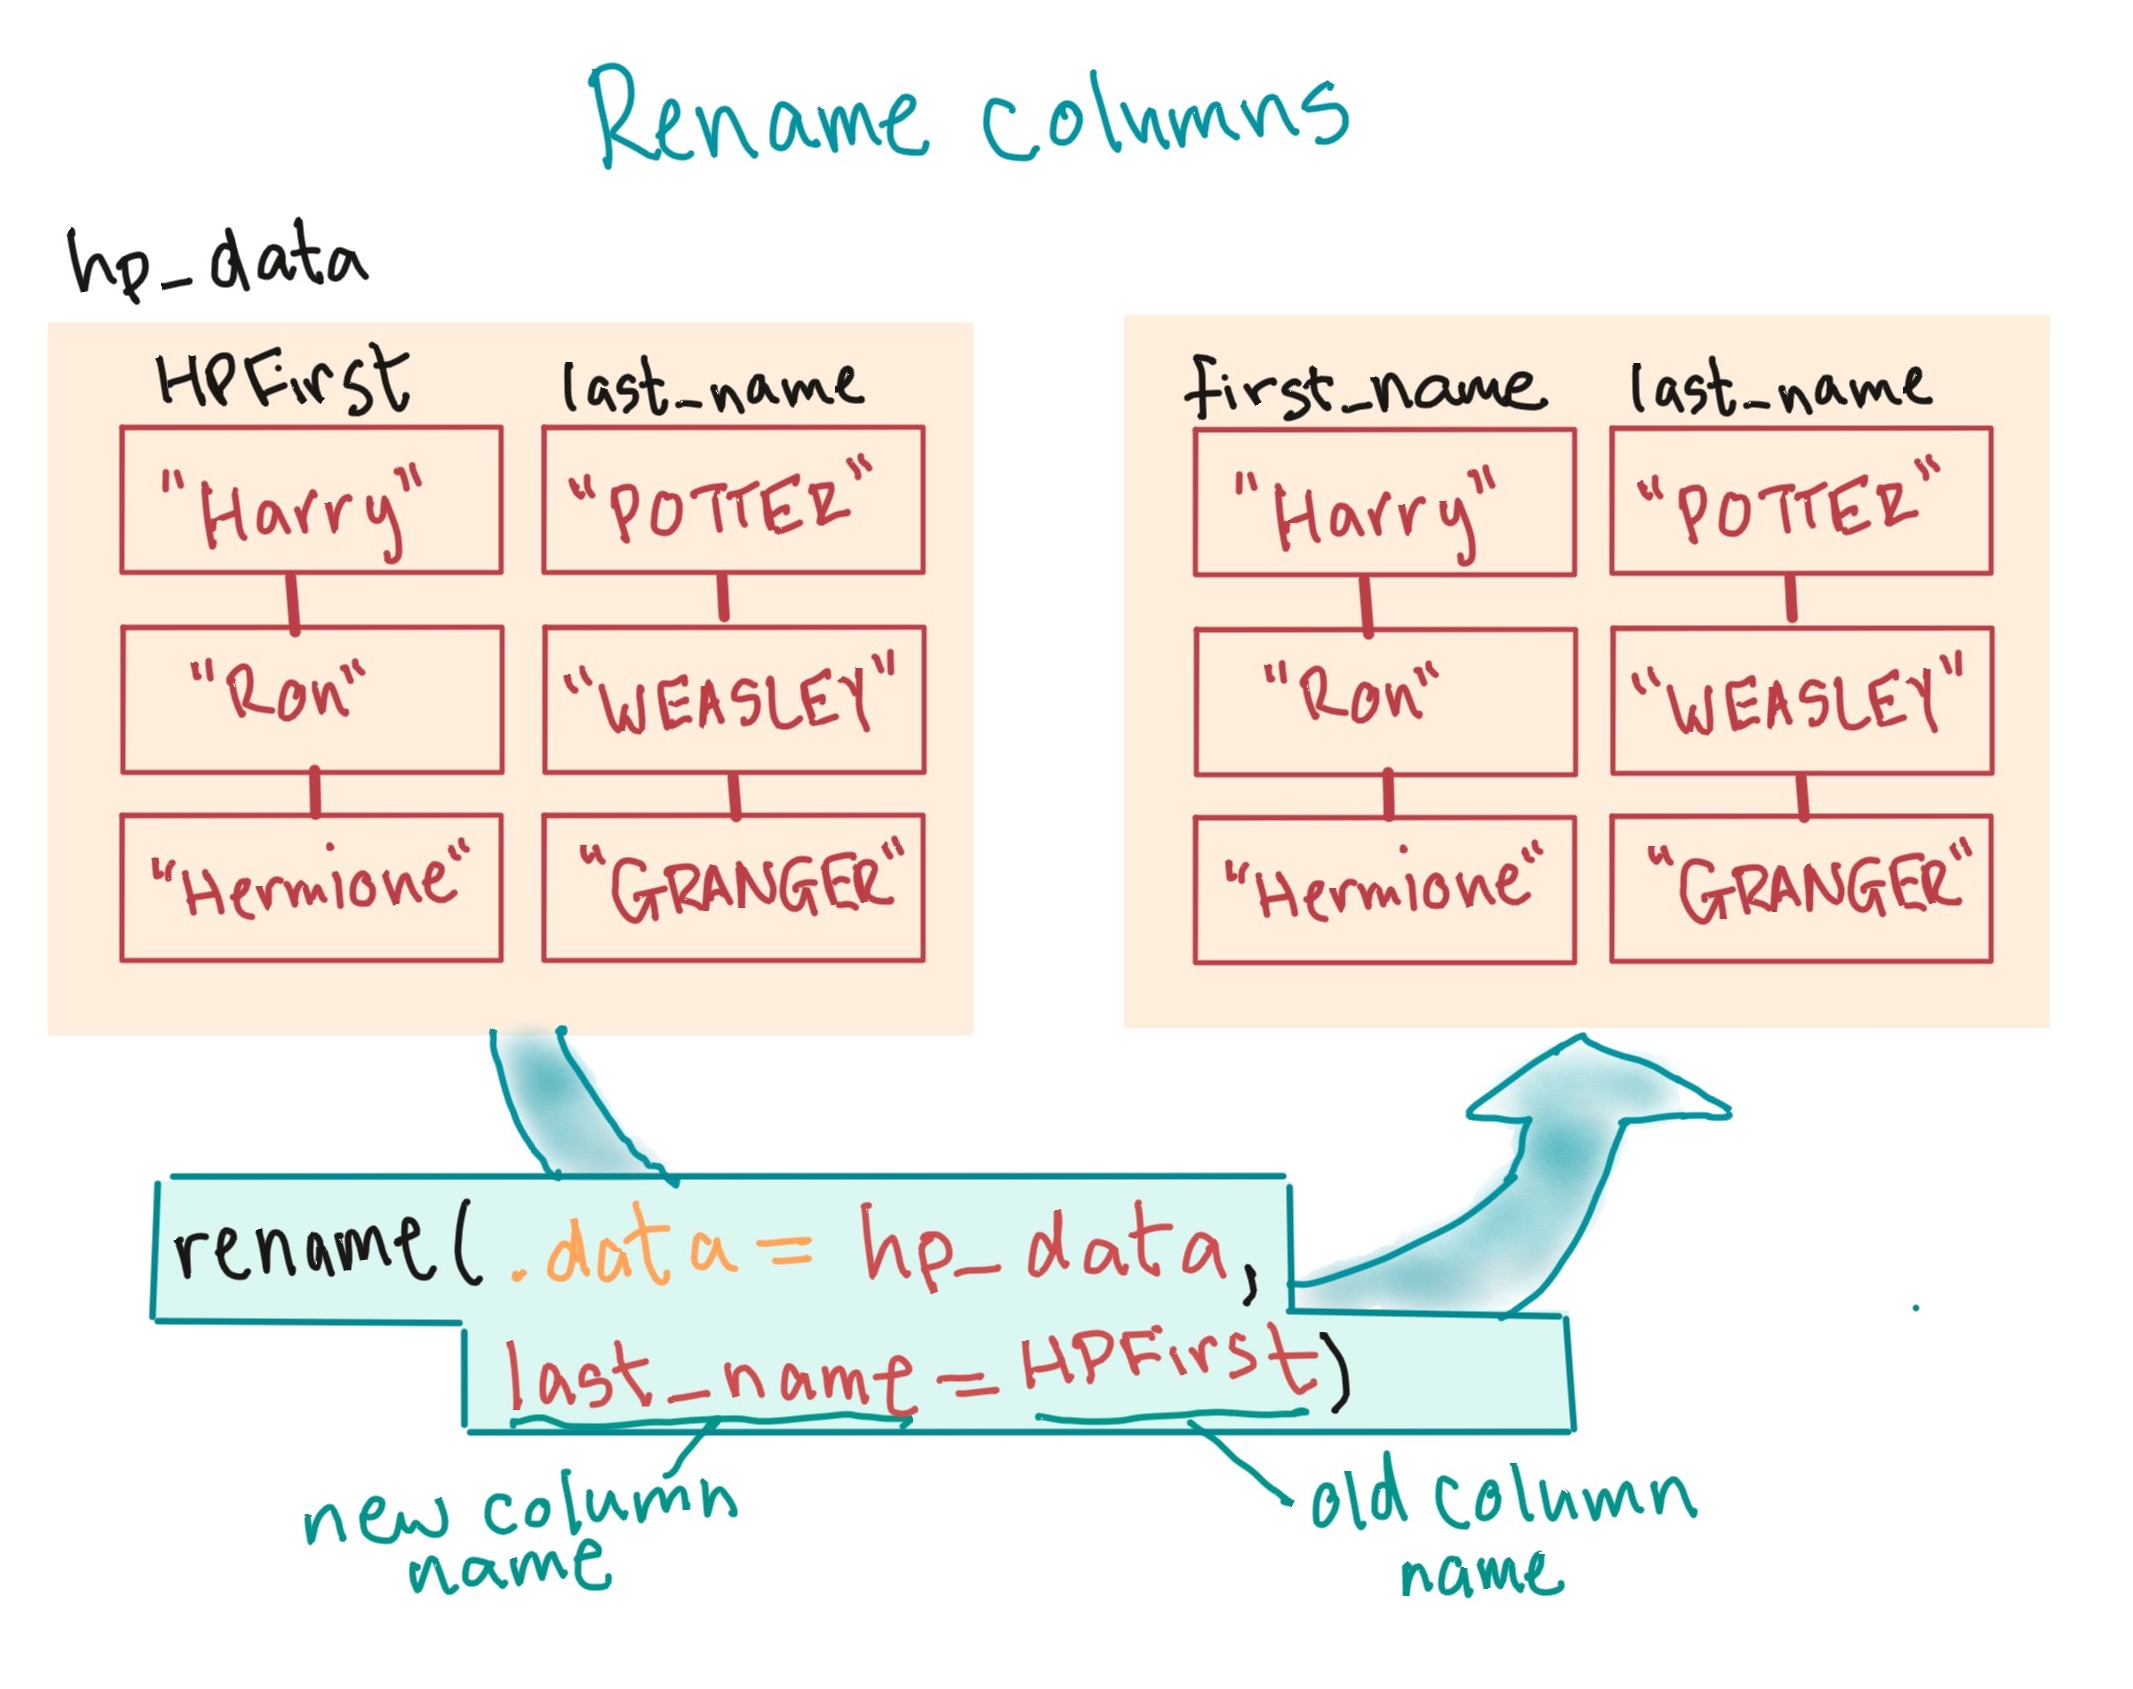 Rename columns
hp_data
HPFirst last_name
"Harry" "POTTER"
"Ron" "WEASLEY"
"Hermione" "GRANGER"
first_name last_name
"Harry" "POTTER"
"Ron" "WEASLEY"
"Hermione" "GRANGER"
rename( .data = hp_data,
last_name = HPFirst)
new column
name
old column
name